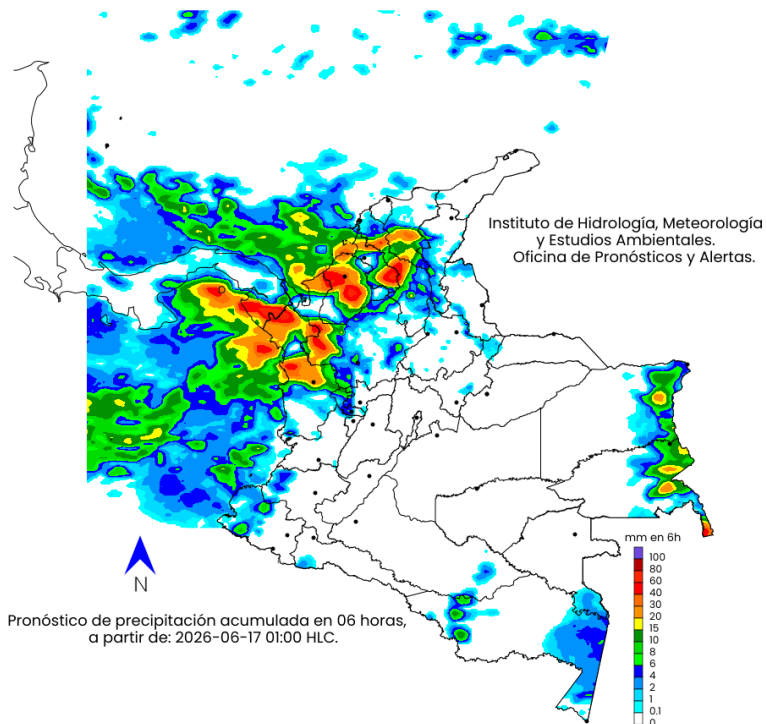 Instituto de Hidrología, Meteorología
y Estudios Ambientales.
Oficina de Pronósticos y Alertas.
N
Pronóstico de precipitación acumulada en 06 horas,
a partir de: 2026-06-17 01:00 HLC.
mm en 6h
100
80
60
40
30
20
15
10
8
6
4
2
1
0.1
0